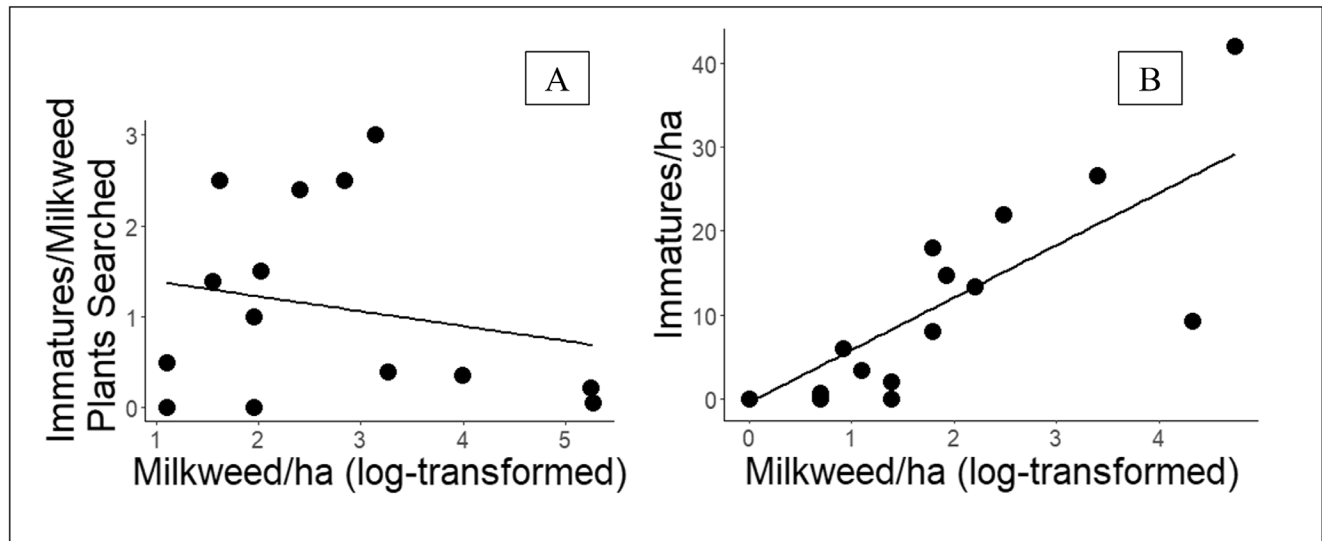 A
Immatures/Milkweed
Plants Searched
3
2
1
0
1 2 3 4 5
Milkweed/ha (log-transformed)
B
Immatures/ha
40
30
20
10
0
0 1 2 3 4
Milkweed/ha (log-transformed)